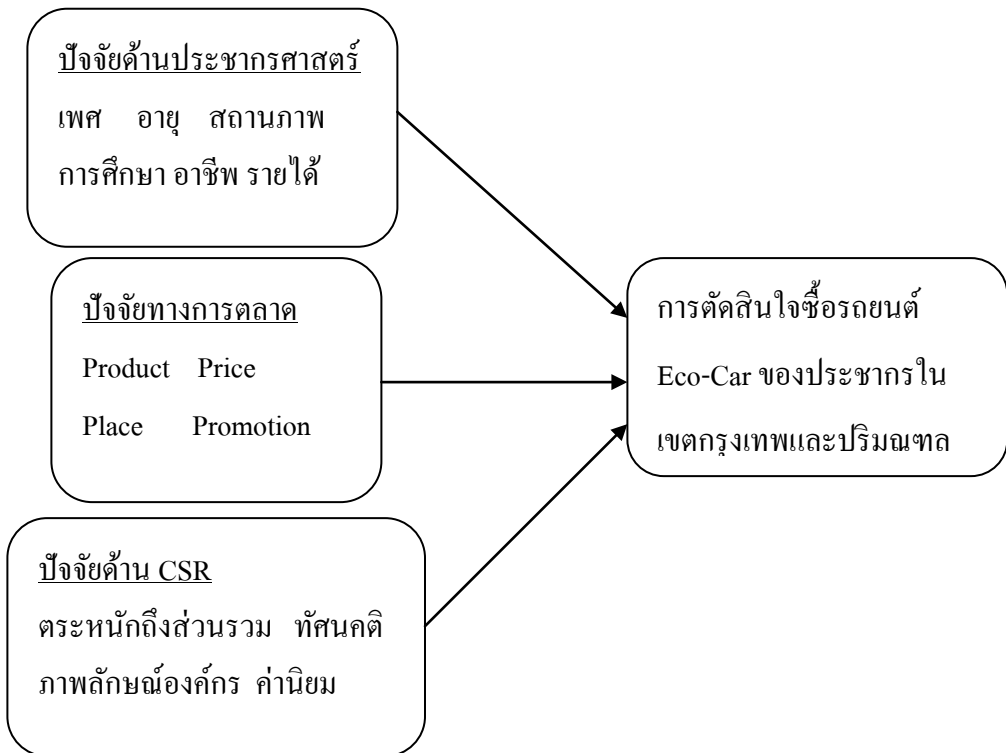 ปัจจัยด้านประชากรศาสตร์
เพศ อายุ สถานภาพ
การศึกษา อาชีพ รายได้
ปัจจัยทางการตลาด
Product Price
Place Promotion
ปัจจัยด้าน CSR
ตระหนักถึงส่วนรวม ทัศนคติ
ภาพลักษณ์องค์กร ค่านิยม
การตัดสินใจซื้อรถยนต์
Eco-Car ของประชากรใน
เขตกรุงเทพและปริมณฑล